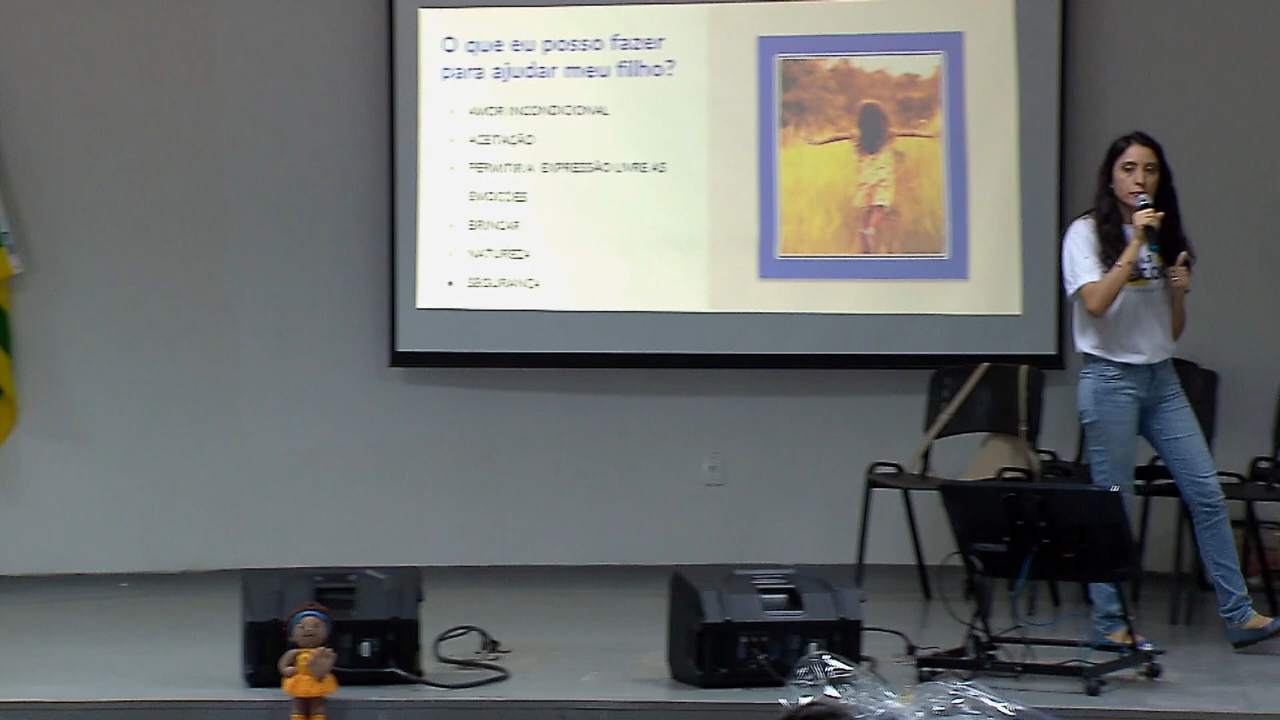 O que eu posso fazer
para ajudar meu filho?
AMOR INCONDICIONAL
ACEITAÇÃO
PERMITIR A EXPRESSÃO LIVRE AS
EMOÇÕES
BRINCAR
NATUREZA
SEGURANÇA